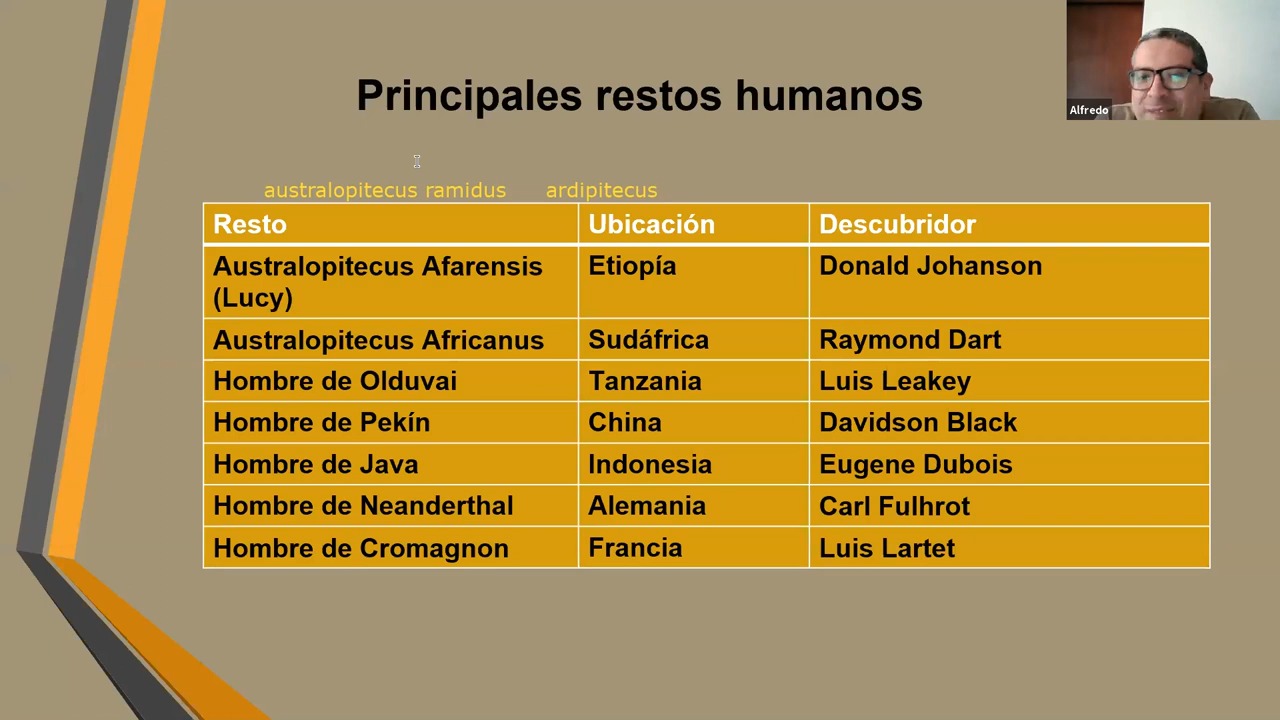 Principales restos humanos
Alfredo
australopitecus ramidus ardipitecus
Resto Ubicación Descubridor
Australopitecus Afarensis Etiopía Donald Johanson
(Lucy)
Australopitecus Africanus Sudáfrica Raymond Dart
Hombre de Olduvai Tanzania Luis Leakey
Hombre de Pekín China Davidson Black
Hombre de Java Indonesia Eugene Dubois
Hombre de Neanderthal Alemania Carl Fulhrot
Hombre de Cromagnon Francia Luis Lartet